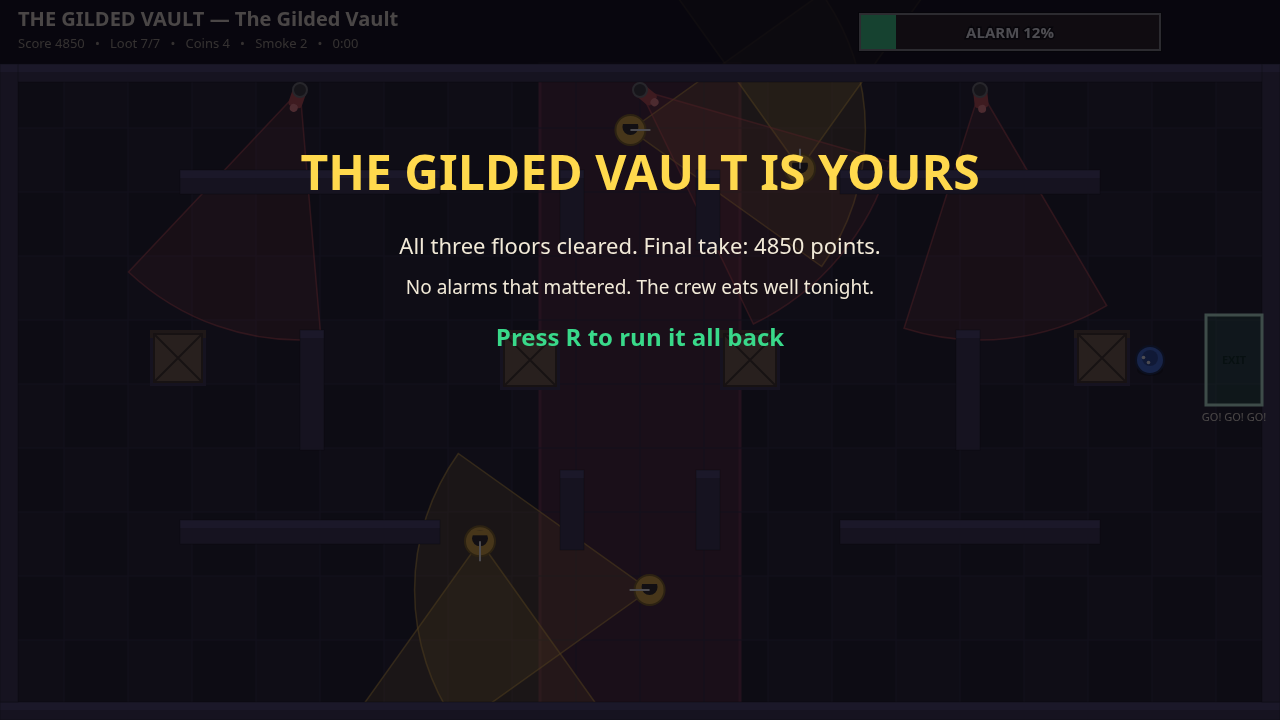 THE GILDED VAULT — The Gilded Vault
Score 4850 • Loot 7/7 • Coins 4 • Smoke 2 • 0:00
ALARM 12%
THE GILDED VAULT IS YOURS
All three floors cleared. Final take: 4850 points.
No alarms that mattered. The crew eats well tonight.
Press R to run it all back
EXIT
GO! GO! GO!